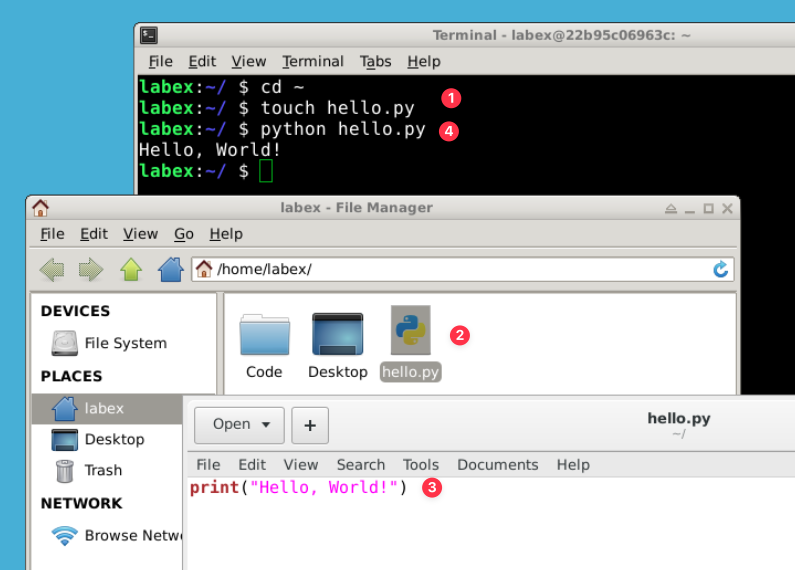 Terminal - labex@22b95c06963c: ~
File Edit View Terminal Tabs Help
labex:~/ $ cd ~
labex:~/ $ touch hello.py
1
labex:~/ $ python hello.py
4
Hello, World!
labex:~/ $
labex - File Manager
File Edit View Go Help
/home/labex/
DEVICES
File System
PLACES
labex
Desktop
Trash
NETWORK
Browse Netw
Code
Desktop
hello.py
2
Open
+
hello.py
~/
File Edit View Search Tools Documents Help
print("Hello, World!")
3